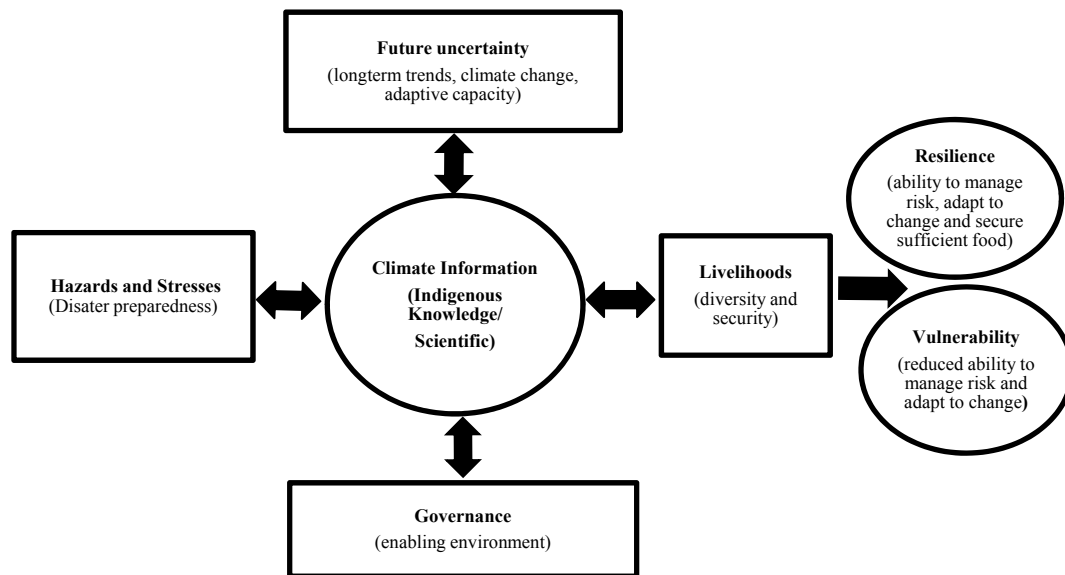 Future uncertainty
(longterm trends, climate change,
adaptive capacity)
Resilience
(ability to manage
risk, adapt to
change and secure
sufficient food)
Hazards and Stresses
(Disater preparedness)
Climate Information
(Indigenous
Knowledge/
Scientific)
Livelihoods
(diversity and
security)
Vulnerability
(reduced ability to
manage risk and
adapt to change)
Governance
(enabling environment)